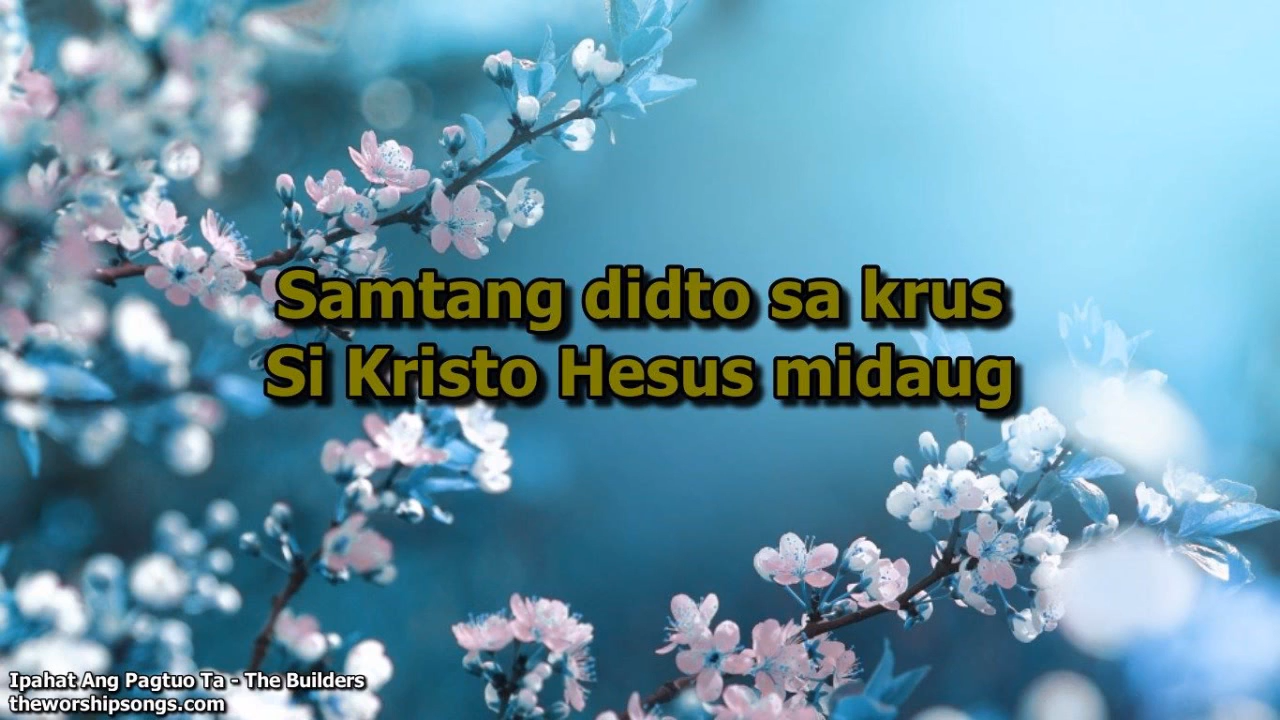 Samtang didto sa krus
Si Kristo Hesus midaug
Ipahat Ang Pagtuo Ta - The Builders
theworshipsongs.com